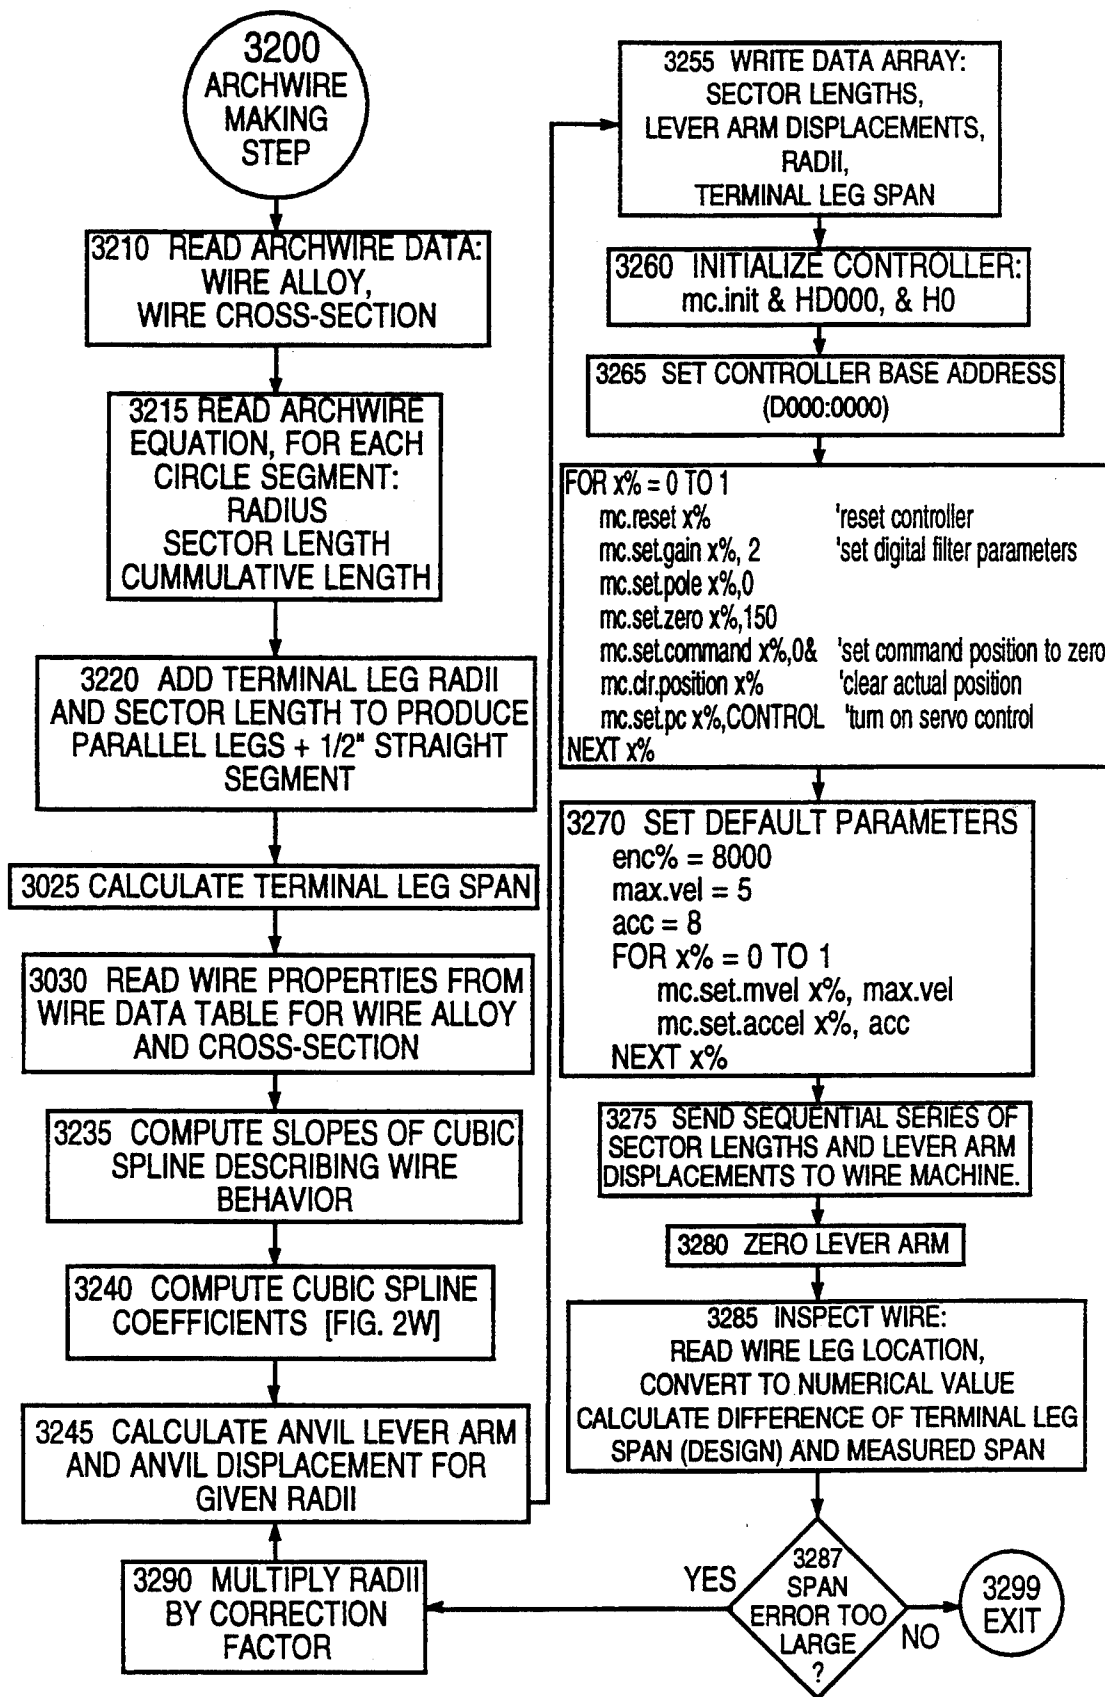 3200
ARCHWIRE
MAKING
STEP
3210 READ ARCHWIRE DATA:
WIRE ALLOY,
WIRE CROSS-SECTION
3215 READ ARCHWIRE
EQUATION, FOR EACH
CIRCLE SEGMENT:
RADIUS
SECTOR LENGTH
CUMMULATIVE LENGTH
3220 ADD TERMINAL LEG RADII
AND SECTOR LENGTH TO PRODUCE
PARALLEL LEGS + 1/2" STRAIGHT
SEGMENT
3025 CALCULATE TERMINAL LEG SPAN
3030 READ WIRE PROPERTIES FROM
WIRE DATA TABLE FOR WIRE ALLOY
AND CROSS-SECTION
3235 COMPUTE SLOPES OF CUBIC
SPLINE DESCRIBING WIRE
BEHAVIOR
3240 COMPUTE CUBIC SPLINE
COEFFICIENTS [FIG. 2W]
3245 CALCULATE ANVIL LEVER ARM
AND ANVIL DISPLACEMENT FOR
GIVEN RADII
3290 MULTIPLY RADII
BY CORRECTION
FACTOR
3255 WRITE DATA ARRAY:
SECTOR LENGTHS,
LEVER ARM DISPLACEMENTS,
RADII,
TERMINAL LEG SPAN
3260 INITIALIZE CONTROLLER:
mc.init & HD000, & H0
3265 SET CONTROLLER BASE ADDRESS
(D000:0000)
FOR x% = 0 TO 1
mc.reset x% 'reset controller
mc.set.gain x%, 2 'set digital filter parameters
mc.set.pole x%,0
mc.set.zero x%,150
mc.set.command x%,0& 'set command position to zero
mc.clr.position x% 'clear actual position
mc.set.pc x%,CONTROL 'turn on servo control
NEXT x%
3270 SET DEFAULT PARAMETERS
enc% = 8000
max.vel = 5
acc = 8
FOR x% = 0 TO 1
mc.set.mvel x%, max.vel
mc.set.accel x%, acc
NEXT x%
3275 SEND SEQUENTIAL SERIES OF
SECTOR LENGTHS AND LEVER ARM
DISPLACEMENTS TO WIRE MACHINE.
3280 ZERO LEVER ARM
3285 INSPECT WIRE:
READ WIRE LEG LOCATION,
CONVERT TO NUMERICAL VALUE
CALCULATE DIFFERENCE OF TERMINAL LEG
SPAN (DESIGN) AND MEASURED SPAN
3287
SPAN
ERROR TOO
LARGE
?
YES
NO
3299
EXIT